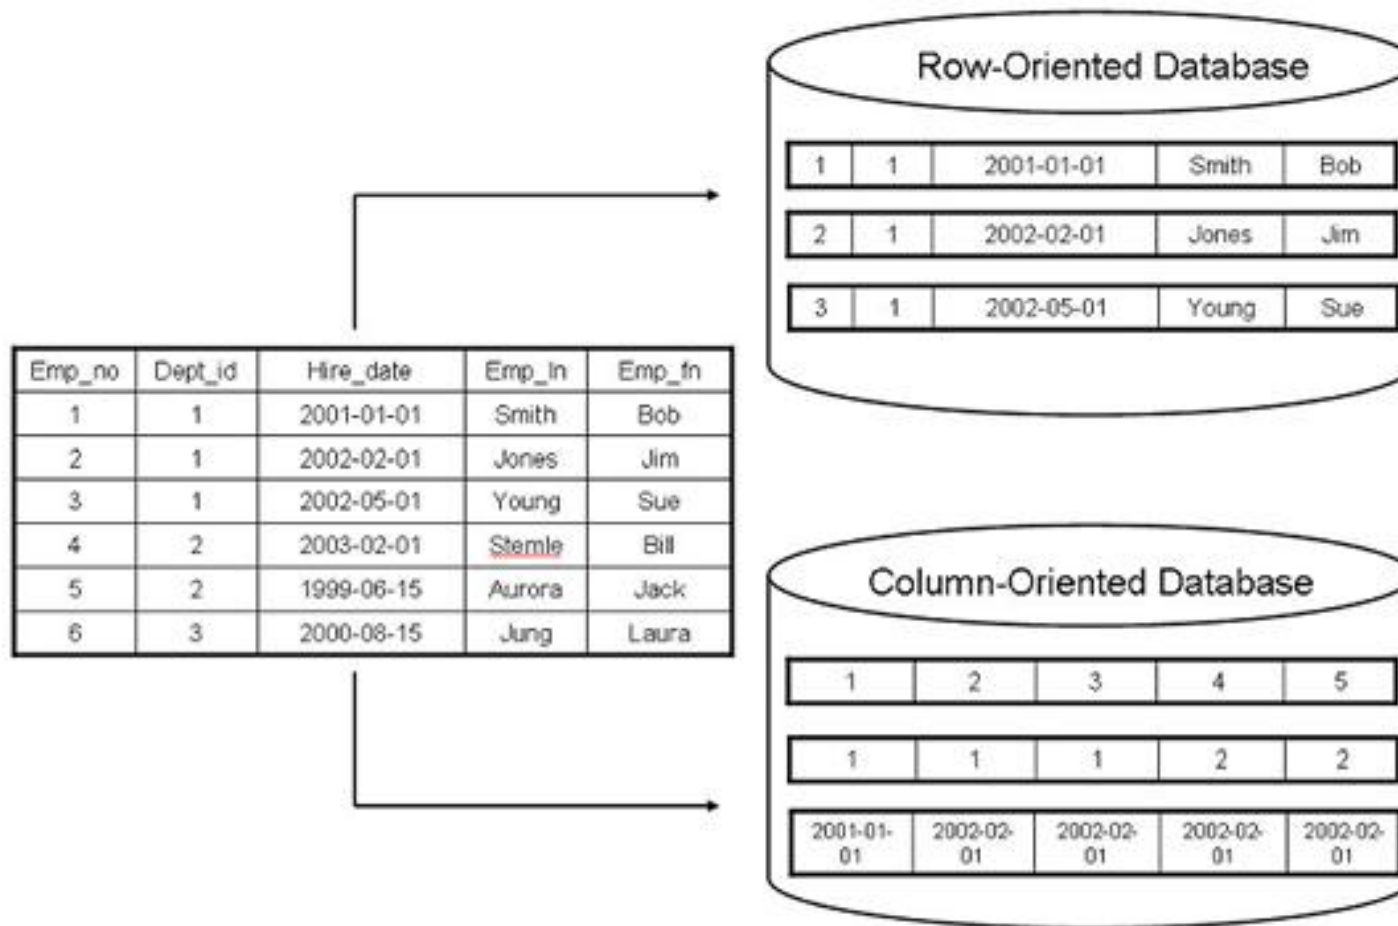 Row-Oriented Database
1 1 2001-01-01 Smith Bob
2 1 2002-02-01 Jones Jim
3 1 2002-05-01 Young Sue
Emp_no Dept_id Hire_date Emp_ln Emp_fn
1 1 2001-01-01 Smith Bob
2 1 2002-02-01 Jones Jim
3 1 2002-05-01 Young Sue
4 2 2003-02-01 Stemle Bill
5 2 1999-06-15 Aurora Jack
6 3 2000-08-15 Jung Laura
Column-Oriented Database
1 2 3 4 5
1 1 1 2 2
2001-01- 2002-02- 2002-02- 2002-02- 2002-02-
01 01 01 01 01